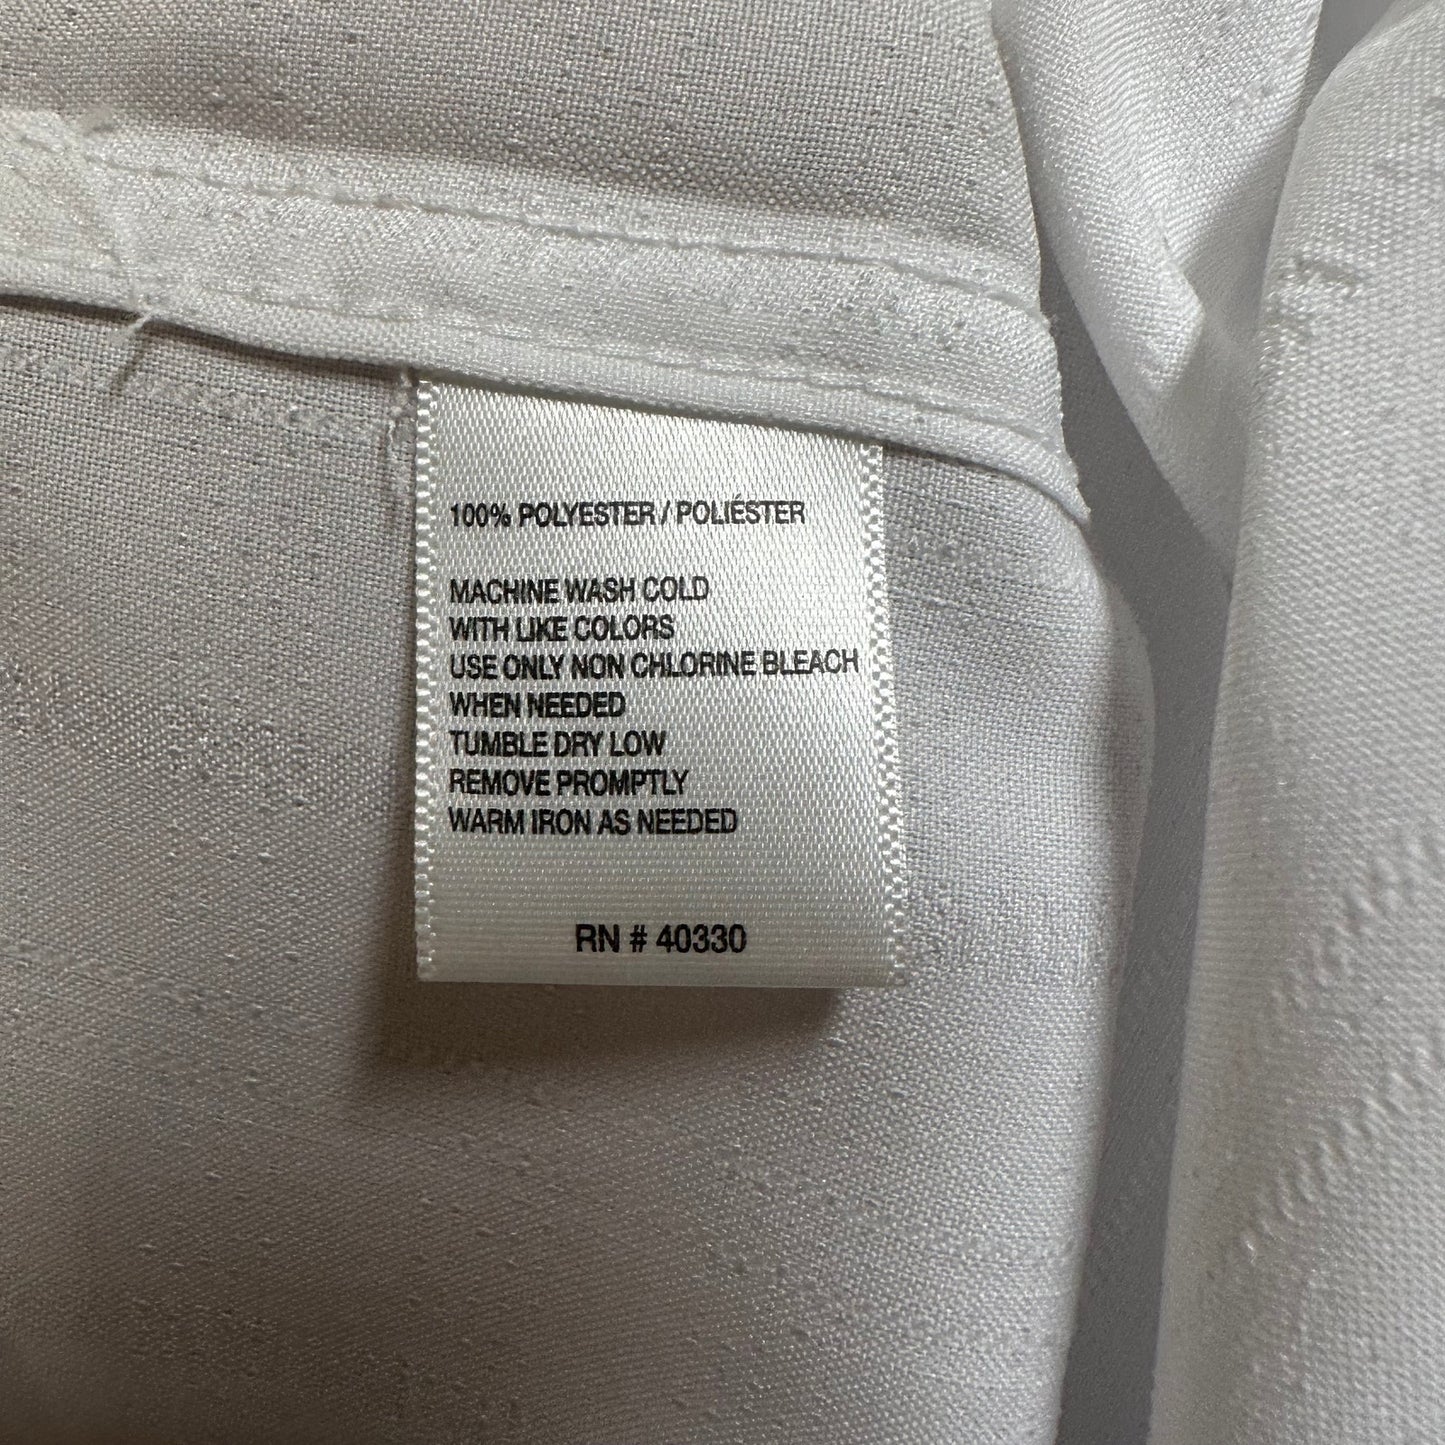 100% POLYESTER / POLIÉSTER
MACHINE WASH COLD
WITH LIKE COLORS
USE ONLY NON CHLORINE BLEACH
WHEN NEEDED
TUMBLE DRY LOW
REMOVE PROMPTLY
WARM IRON AS NEEDED
RN # 40330